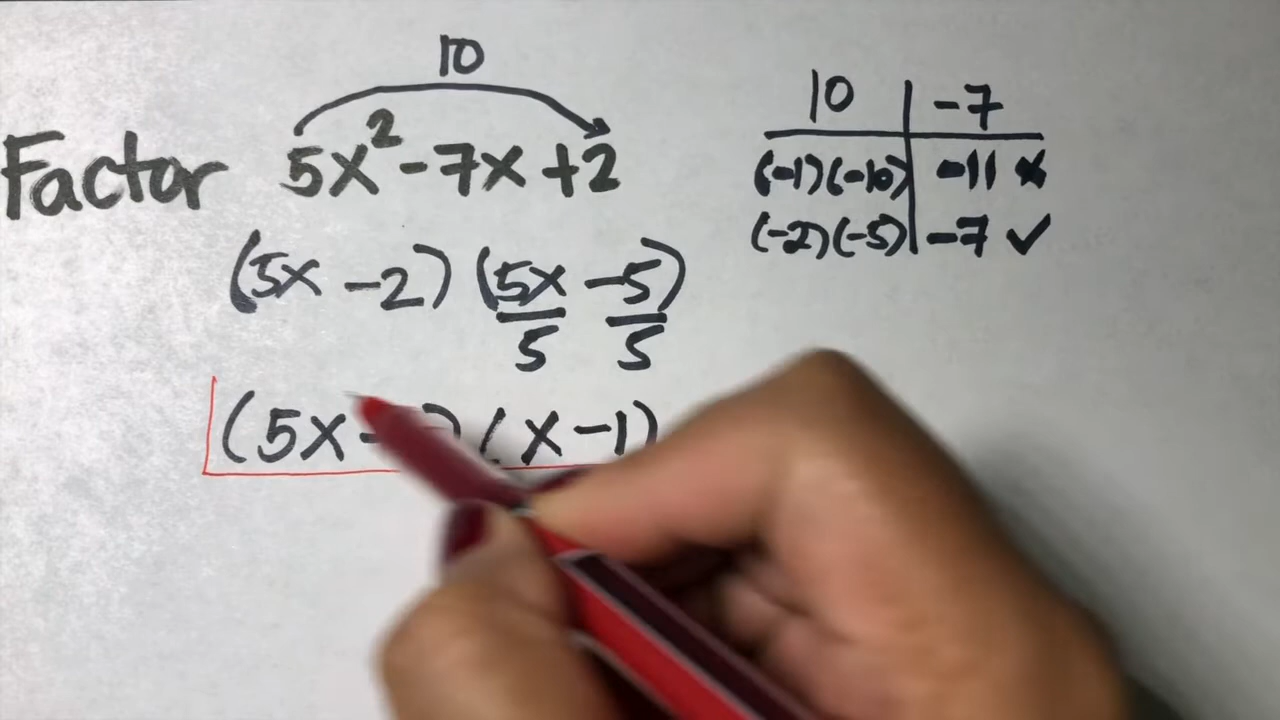 10
Factor 5x²-7x+2
(5x-2)(5x/5 -5/5)
(5x- )(x-1)
10 | -7
(-1)(-10) | -11 ×
(-2)(-5) | -7 ✓